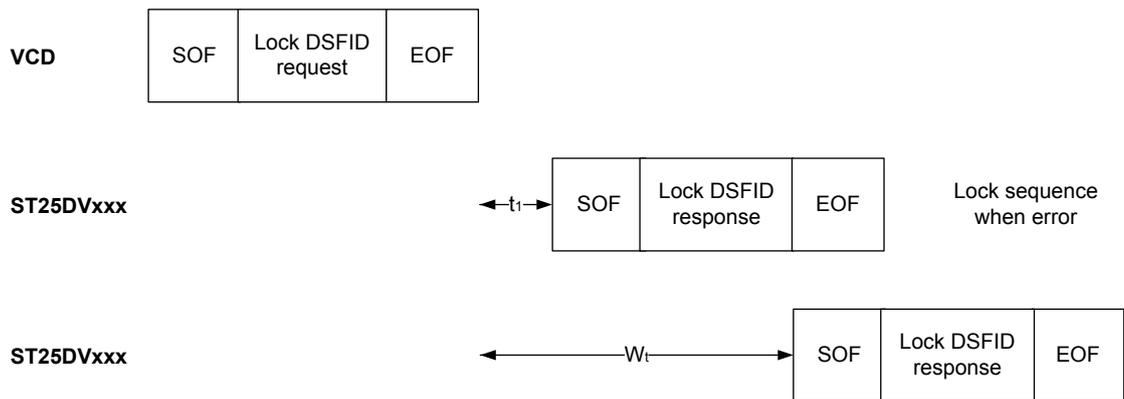 VCD
SOF
Lock DSFID
request
EOF
ST25DVxxx
t1
SOF
Lock DSFID
response
EOF
Lock sequence
when error
ST25DVxxx
Wt
SOF
Lock DSFID
response
EOF